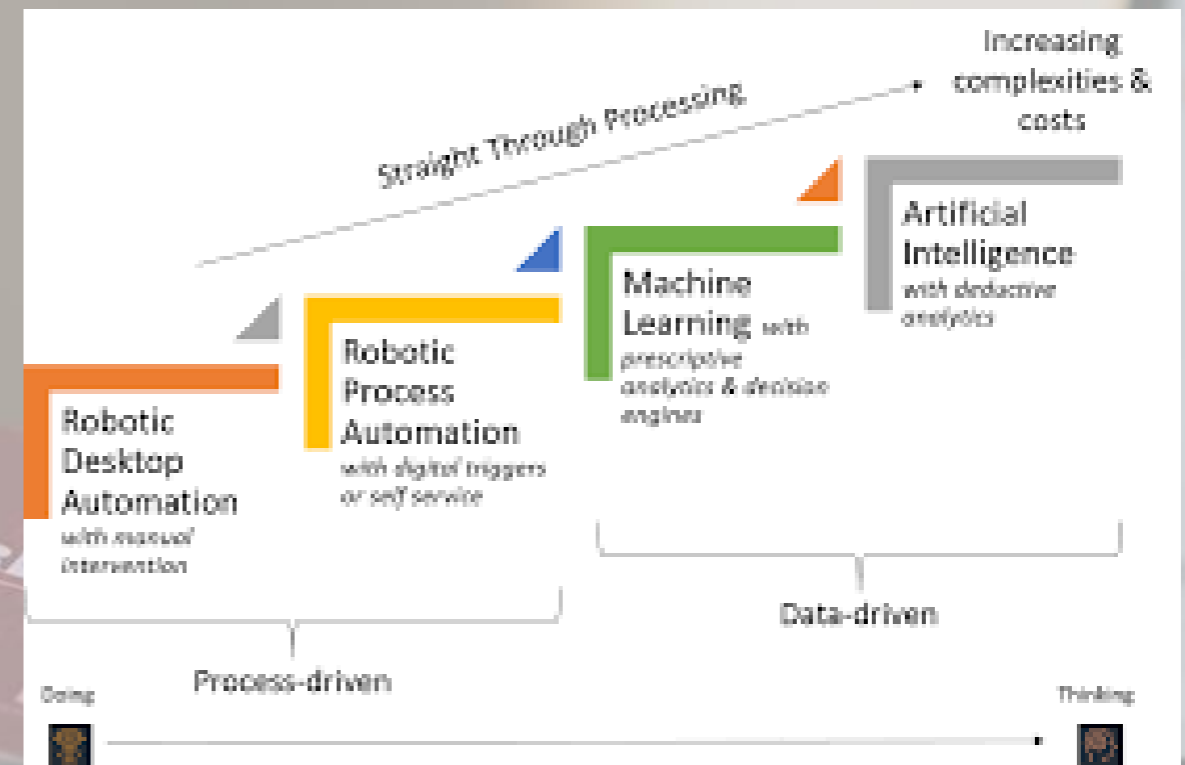 Increasing
complexities &
costs
Straight Through Processing
Artificial
Intelligence
with deductive
analytics
Machine
Learning with
prescriptive
analytics & decision
engines
Robotic
Process
Automation
with digital triggers
or self service
Robotic
Desktop
Automation
with manual
intervention
Data-driven
Process-driven
Doing
Thinking